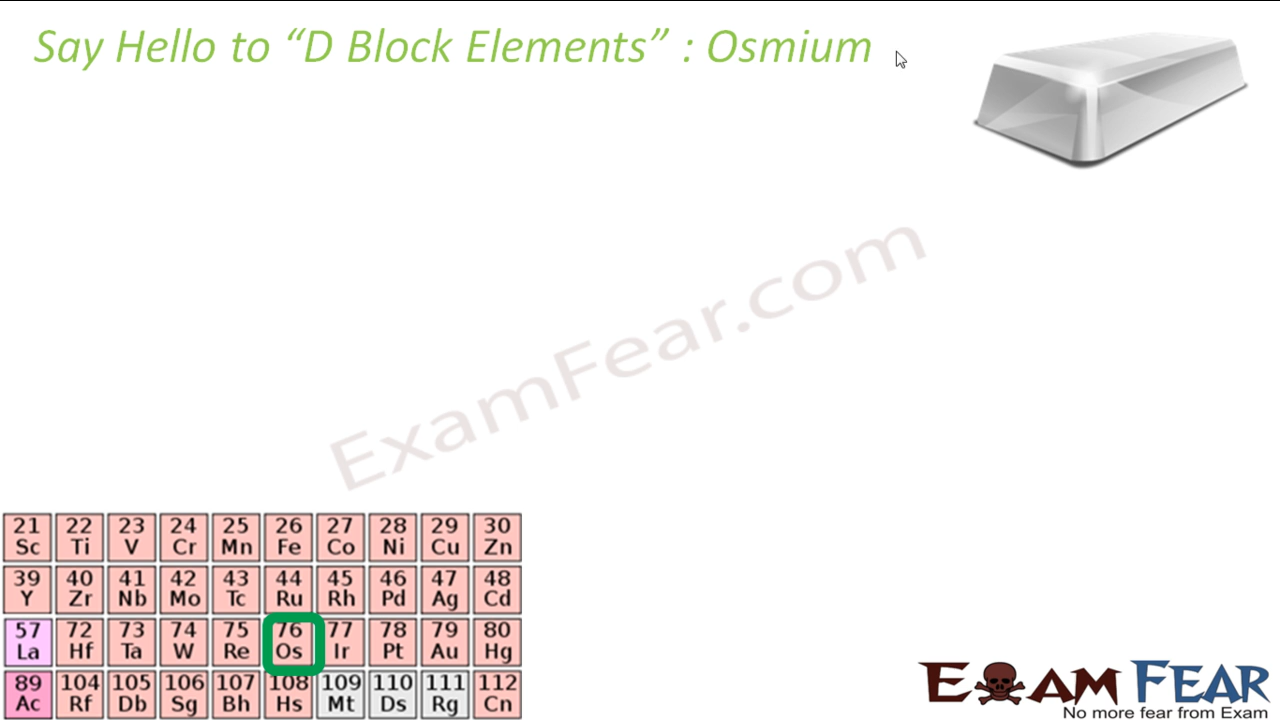 Say Hello to “D Block Elements” : Osmium
ExamFear.com
21 22 23 24 25 26 27 28 29 30
Sc Ti V Cr Mn Fe Co Ni Cu Zn
39 40 41 42 43 44 45 46 47 48
Y Zr Nb Mo Tc Ru Rh Pd Ag Cd
57 72 73 74 75 76 77 78 79 80
La Hf Ta W Re Os Ir Pt Au Hg
89 104 105 106 107 108 109 110 111 112
Ac Rf Db Sg Bh Hs Mt Ds Rg Cn
EXAM FEAR
No more fear from Exam